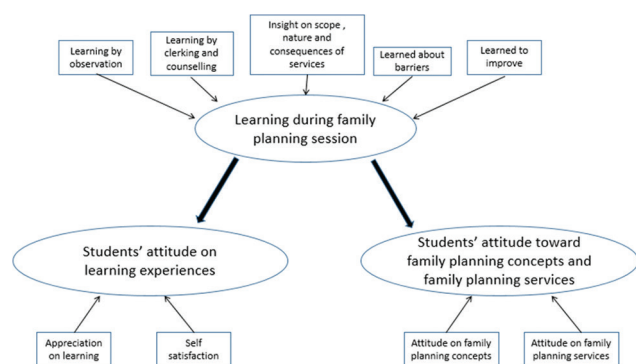 Learning by
observation
Learning by
clerking and
counselling
Insight on scope ,
nature and
consequences of
services
Learned about
barriers
Learned to
improve
Learning during family
planning session
Students' attitude on
learning experiences
Students' attitude toward
family planning concepts and
family planning services
Appreciation
on learning
Self
satisfaction
Attitude on family
planning concepts
Attitude on family
planning services